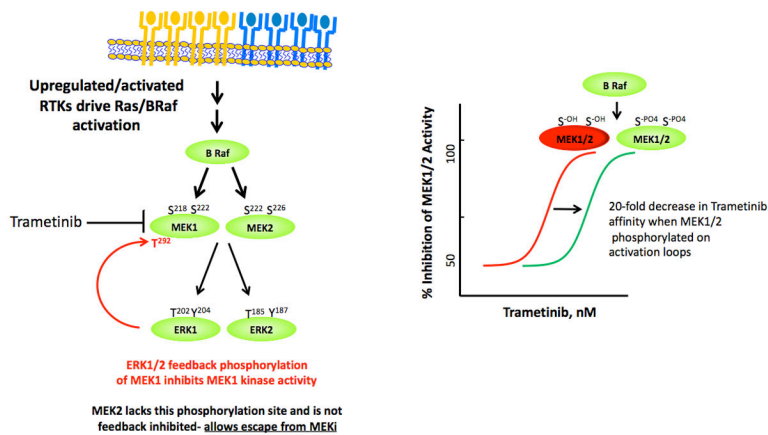 Upregulated/activated
RTKs drive Ras/BRaf
activation
B Raf
S218 S222
S222 S226
MEK1
MEK2
Trametinib
T292
T202Y204
T185 Y187
ERK1
ERK2
ERK1/2 feedback phosphorylation
of MEK1 inhibits MEK1 kinase activity
MEK2 lacks this phosphorylation site and is not
feedback inhibited- allows escape from MEKi
B Raf
S-OH S-OH
S-PO4 S-PO4
MEK1/2
MEK1/2
% Inhibition of MEK1/2 Activity
100
50
20-fold decrease in Trametinib
affinity when MEK1/2
phosphorylated on
activation loops
Trametinib, nM